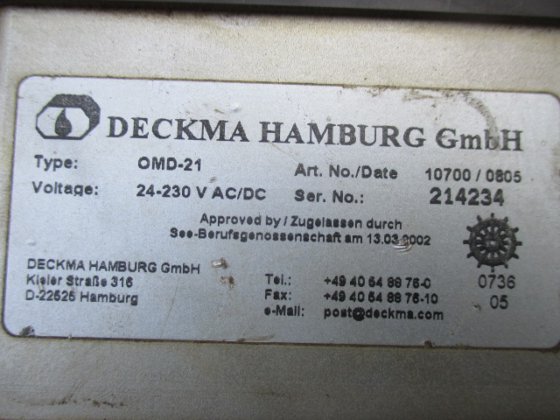 DECKMA HAMBURG GmbH
Type: OMD-21 Art. No./Date 10700 / 0805
Voltage: 24-230 V AC/DC Ser. No.: 214234
Approved by / Zugelassen durch
See-Berufsgenossenschaft am 13.03.2002
DECKMA HAMBURG GmbH
Kieler Straße 316 Tel.: +49 40 54 88 76-0 0736
D-22525 Hamburg Fax: +49 40 54 88 76-10 05
e-Mail: post@deckma.com